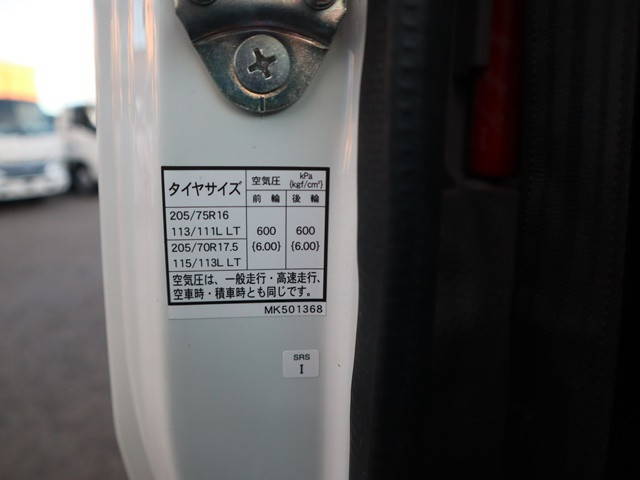 タイヤサイズ 空気圧 kPa {kgf/cm²}
前輪 後輪
205/75R16
113/111L LT 600 {6.00} 600 {6.00}
205/70R17.5
115/113L LT
空気圧は、一般走行・高速走行、
空車時・積車時とも同じです。
MK501368
SRS
I